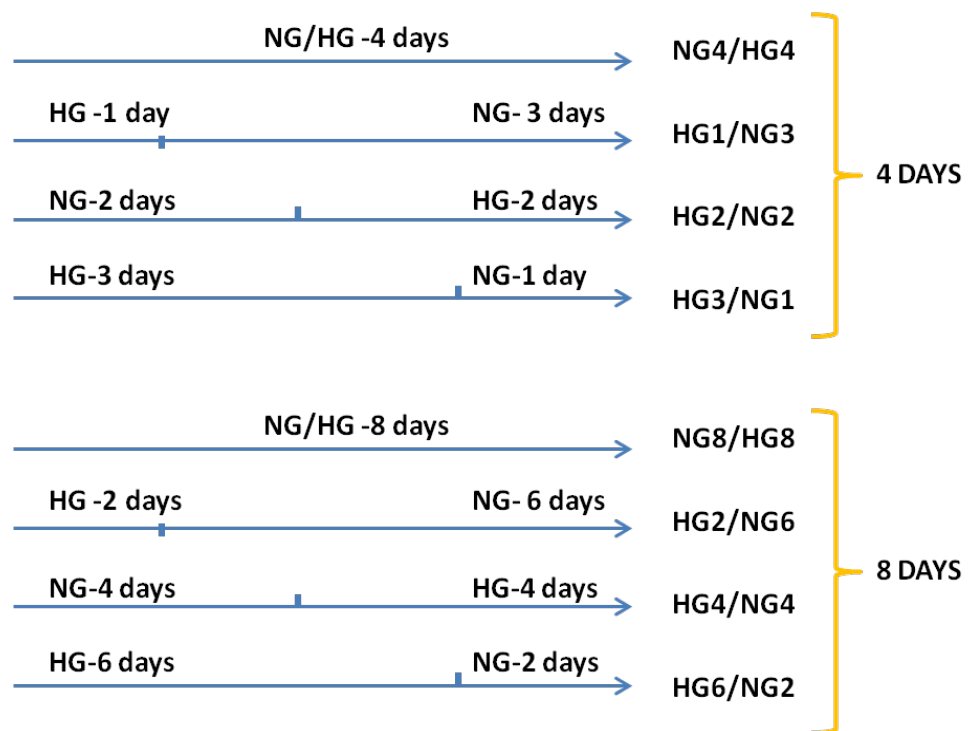 NG/HG -4 days NG4/HG4
HG -1 day NG- 3 days HG1/NG3
4 DAYS
NG-2 days HG-2 days HG2/NG2
HG-3 days NG-1 day HG3/NG1
NG/HG -8 days NG8/HG8
HG -2 days NG- 6 days HG2/NG6
8 DAYS
NG-4 days HG-4 days HG4/NG4
HG-6 days NG-2 days HG6/NG2